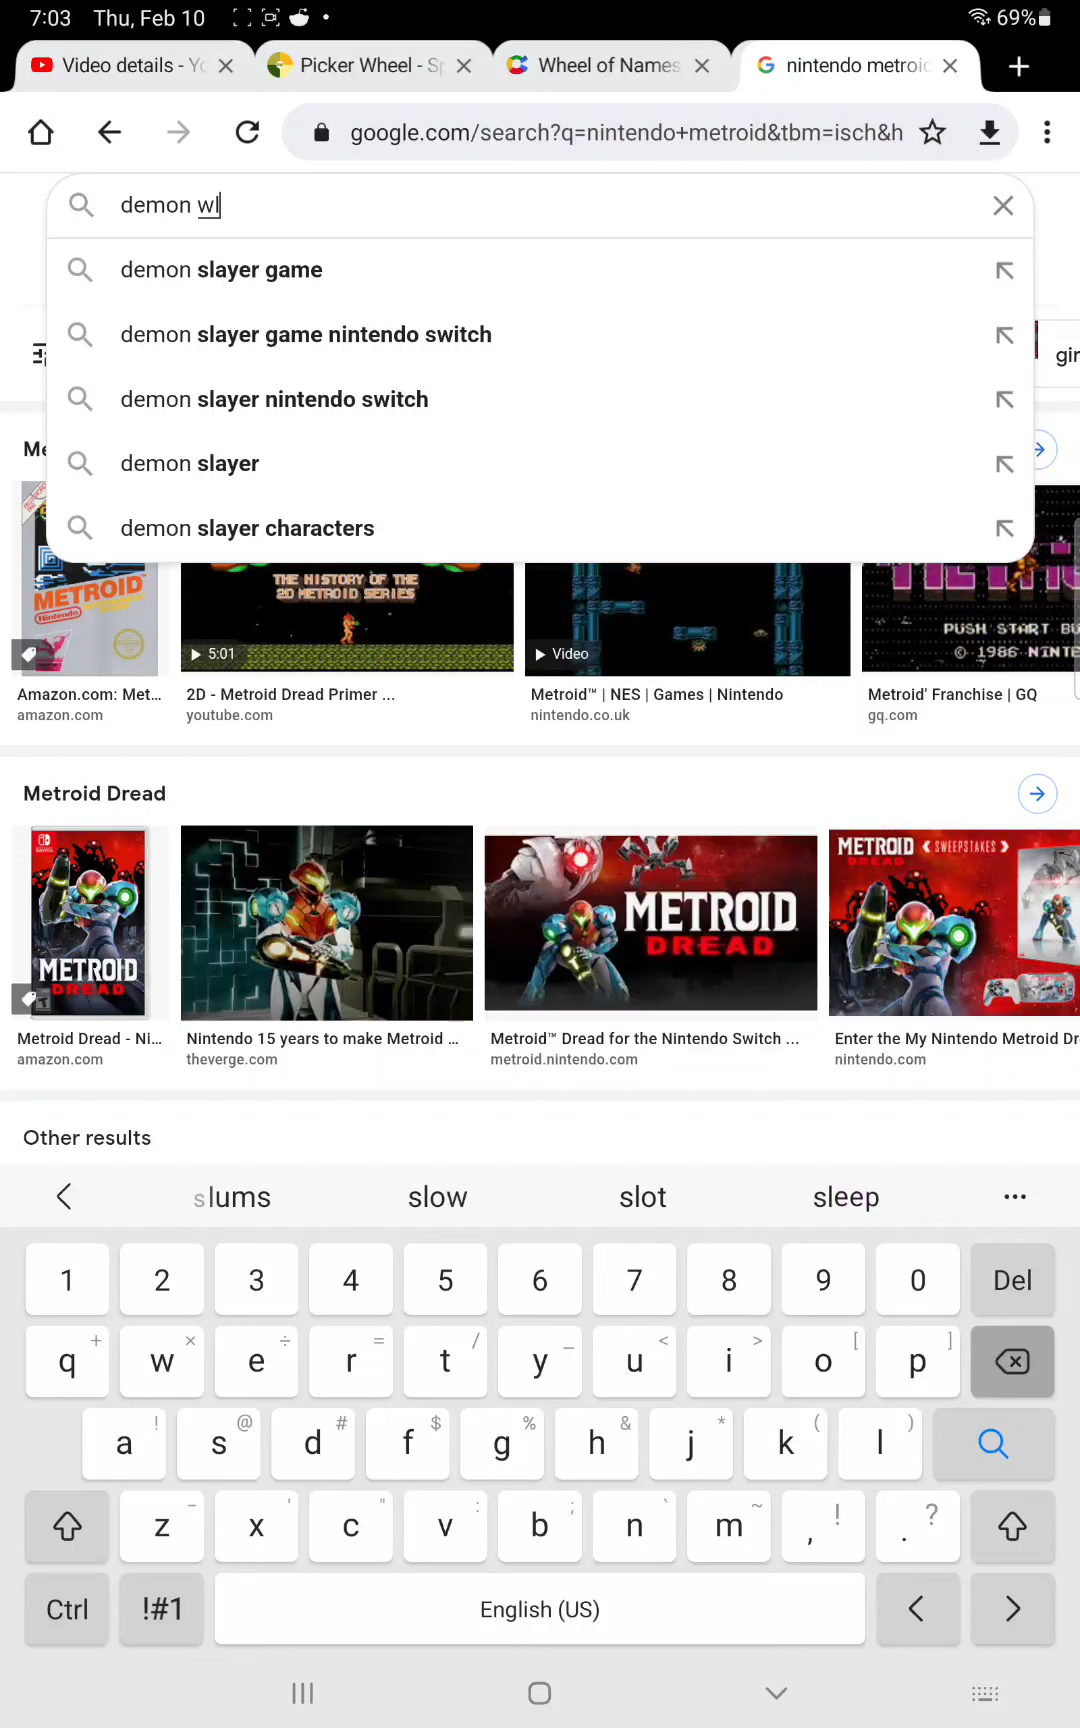 7:03 Thu, Feb 10 69%
Video details - Yo
Picker Wheel - Sp
Wheel of Names
nintendo metroid
google.com/search?q=nintendo+metroid&tbm=isch&h
demon wl
demon slayer game
demon slayer game nintendo switch
demon slayer nintendo switch
demon slayer
demon slayer characters
gir
Me
METROID
Nintendo
THE HISTORY OF THE
2D METROID SERIES
5:01
Video
PUSH START BU
© 1986 NINTE
Amazon.com: Met...
amazon.com
2D - Metroid Dread Primer ...
youtube.com
Metroid™ | NES | Games | Nintendo
nintendo.co.uk
Metroid' Franchise | GQ
gq.com
Metroid Dread
METROID
DREAD
METROID
DREAD
METROID
DREAD
SWEEPSTAKES
Metroid Dread - Ni...
amazon.com
Nintendo 15 years to make Metroid ...
theverge.com
Metroid™ Dread for the Nintendo Switch ...
metroid.nintendo.com
Enter the My Nintendo Metroid Dr
nintendo.com
Other results
slums slow slot sleep ...
1 2 3 4 5 6 7 8 9 0 Del
+ × ÷ = / _ < > [ ]
q w e r t y u i o p
! @ # $ % & * ( )
a s d f g h j k l
- ' " : ; ` ~ ! ?
z x c v b n m , .
Ctrl !#1 English (US) < >